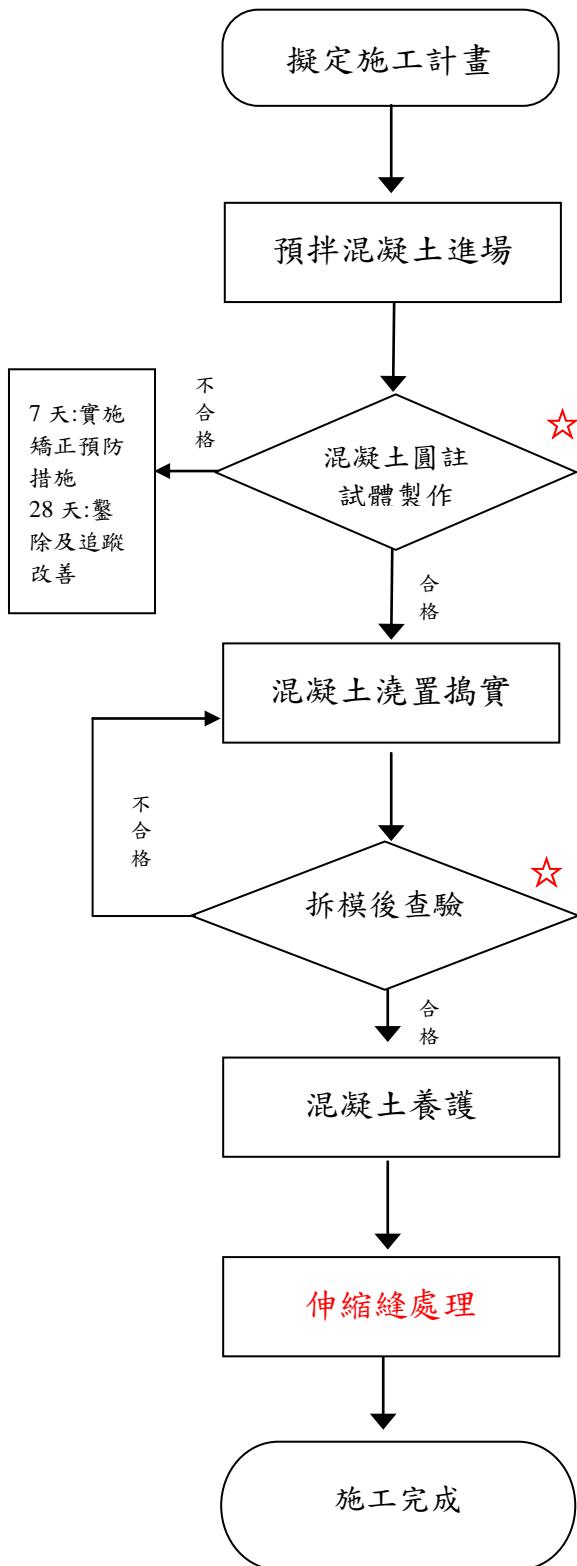 擬定施工計畫
預拌混凝土進場
不合格
7 天:實施
矯正預防
措施
28 天:鑿
除及追蹤
改善
混凝土圓註
試體製作
合格
混凝土澆置搗實
不合格
拆模後查驗
合格
混凝土養護
伸縮縫處理
施工完成